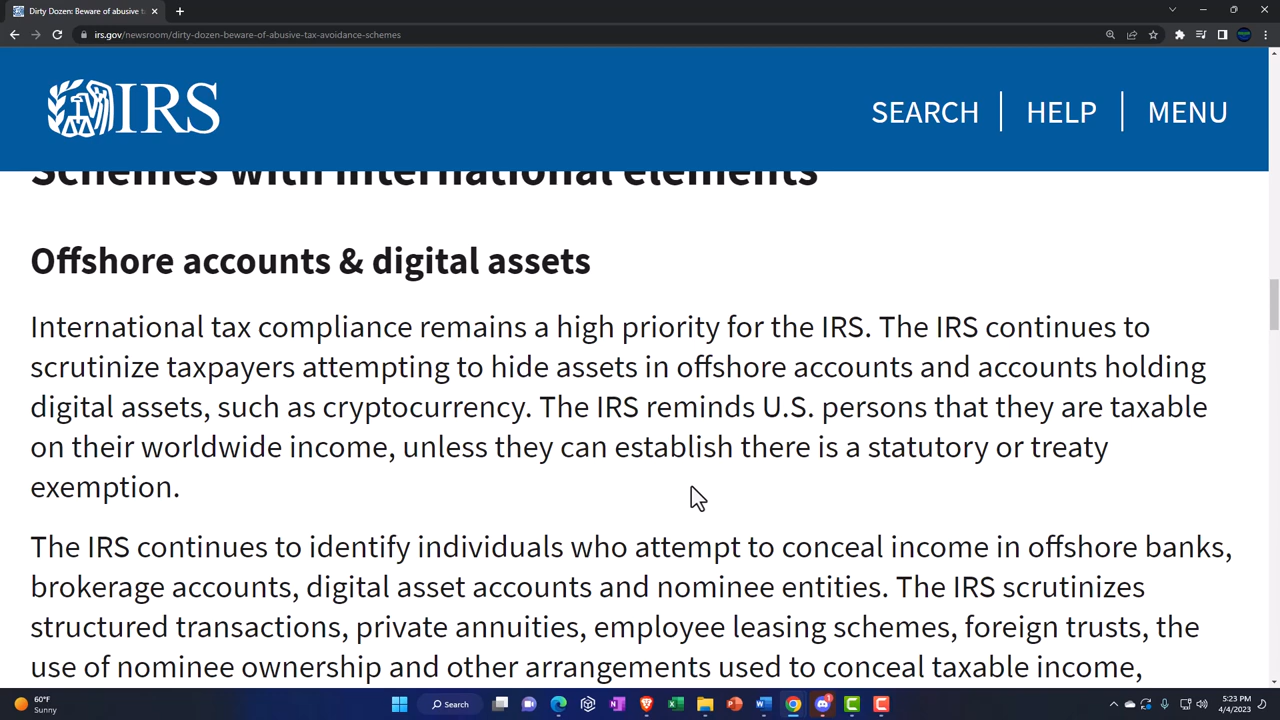 Dirty Dozen: Beware of abusive t
irs.gov/newsroom/dirty-dozen-beware-of-abusive-tax-avoidance-schemes
IRS
SEARCH HELP MENU
Schemes with international elements
Offshore accounts & digital assets
International tax compliance remains a high priority for the IRS. The IRS continues to
scrutinize taxpayers attempting to hide assets in offshore accounts and accounts holding
digital assets, such as cryptocurrency. The IRS reminds U.S. persons that they are taxable
on their worldwide income, unless they can establish there is a statutory or treaty
exemption.
The IRS continues to identify individuals who attempt to conceal income in offshore banks,
brokerage accounts, digital asset accounts and nominee entities. The IRS scrutinizes
structured transactions, private annuities, employee leasing schemes, foreign trusts, the
use of nominee ownership and other arrangements used to conceal taxable income,
60°F
Sunny
Search
1
5:23 PM
4/4/2023